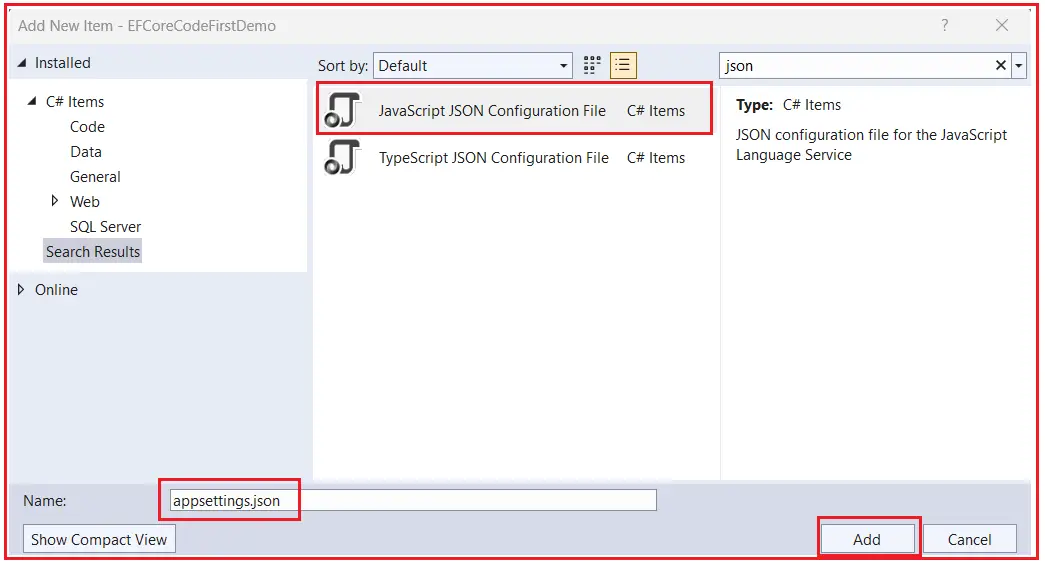 Add New Item - EFCoreCodeFirstDemo ?
Installed
Sort by: Default
json
C# Items
Code
Data
General
Web
SQL Server
Search Results
Online
JavaScript JSON Configuration File C# Items
TypeScript JSON Configuration File C# Items
Type: C# Items
JSON configuration file for the JavaScript
Language Service
Name: appsettings.json
Show Compact View Add Cancel